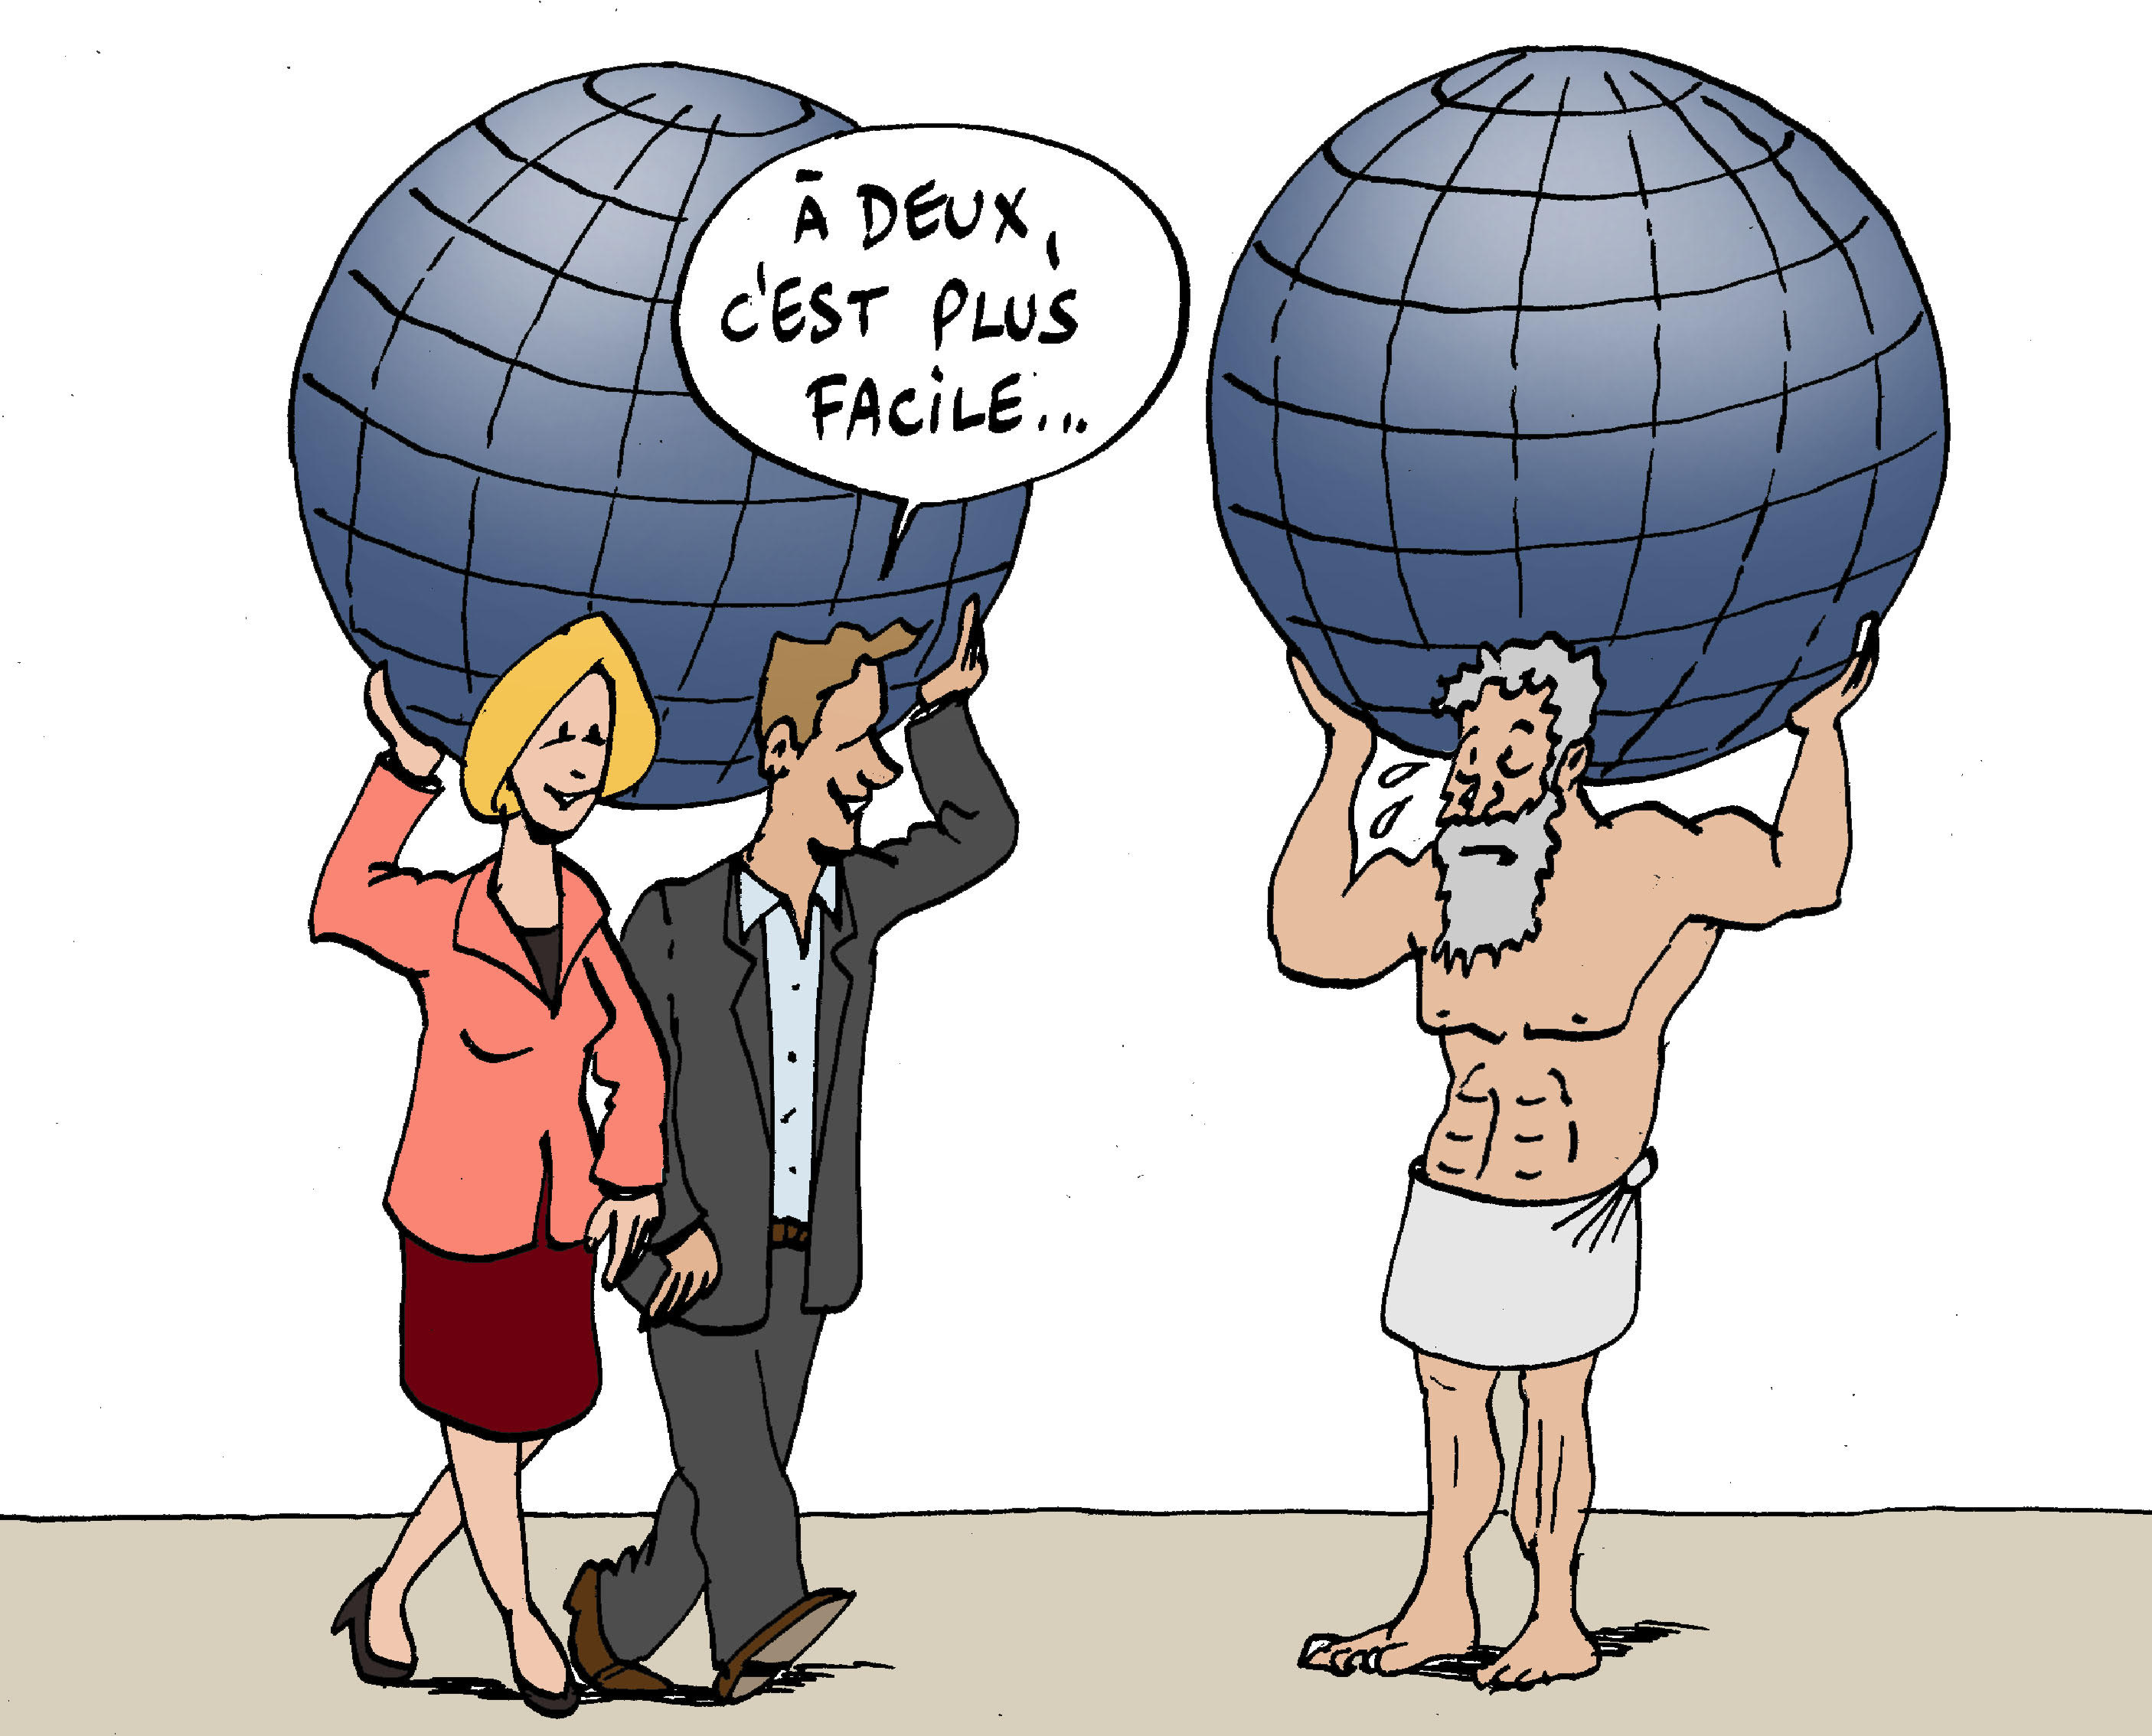 À DEUX,
C'EST PLUS
FACILE...